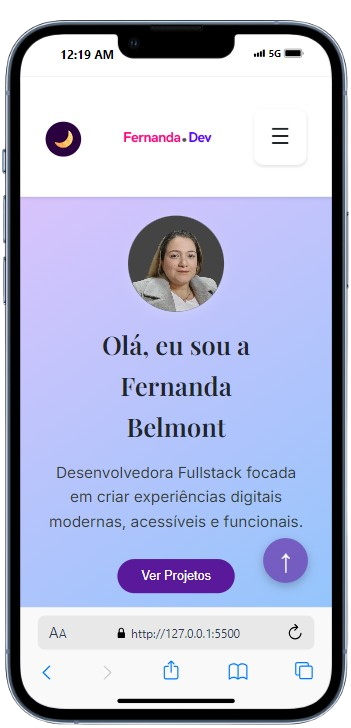 12:19 AM 5G
Fernanda.Dev
Olá, eu sou a
Fernanda
Belmont
Desenvolvedora Fullstack focada
em criar experiências digitais
modernas, acessíveis e funcionais.
Ver Projetos
AA http://127.0.0.1:5500